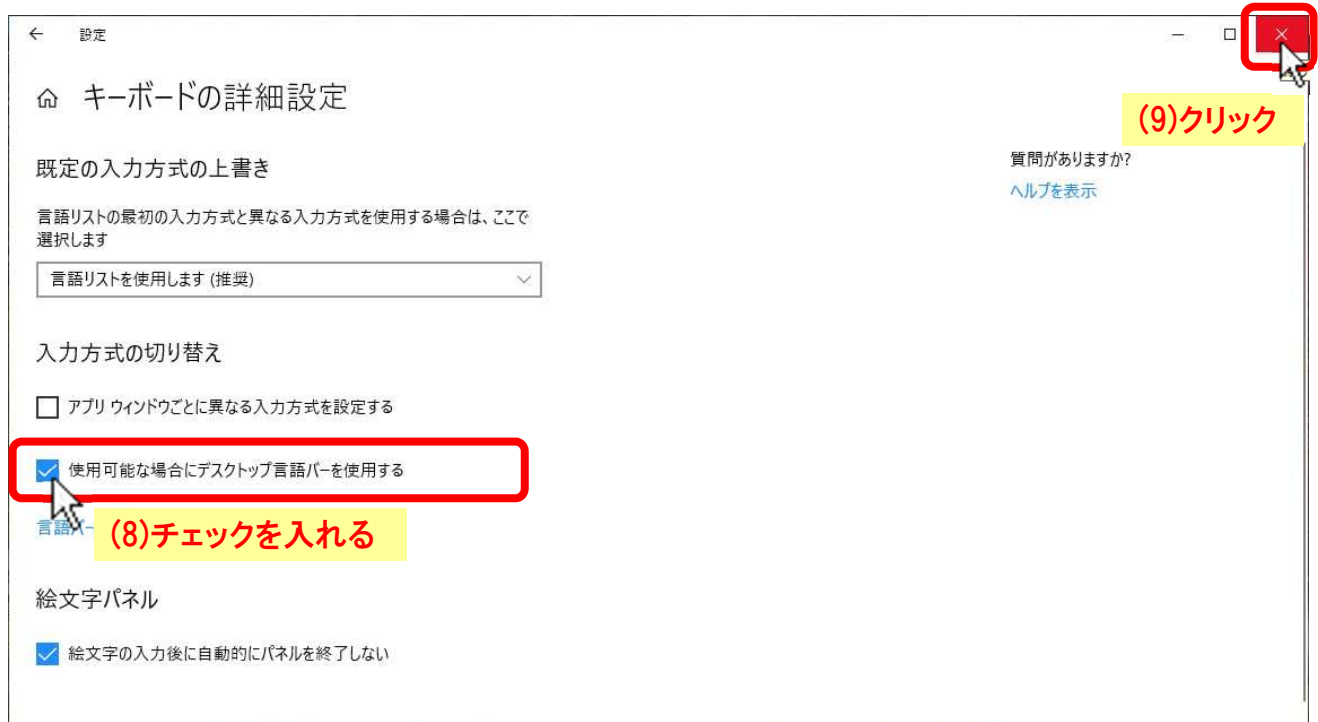 設定
キーボードの詳細設定
(9)クリック
既定の入力方式の上書き
質問がありますか?
ヘルプを表示
言語リストの最初の入力方式と異なる入力方式を使用する場合は、ここで
選択します
言語リストを使用します (推奨)
入力方式の切り替え
アプリ ウィンドウごとに異なる入力方式を設定する
使用可能な場合にデスクトップ言語バーを使用する
言語バー
(8)チェックを入れる
絵文字パネル
絵文字の入力後に自動的にパネルを終了しない